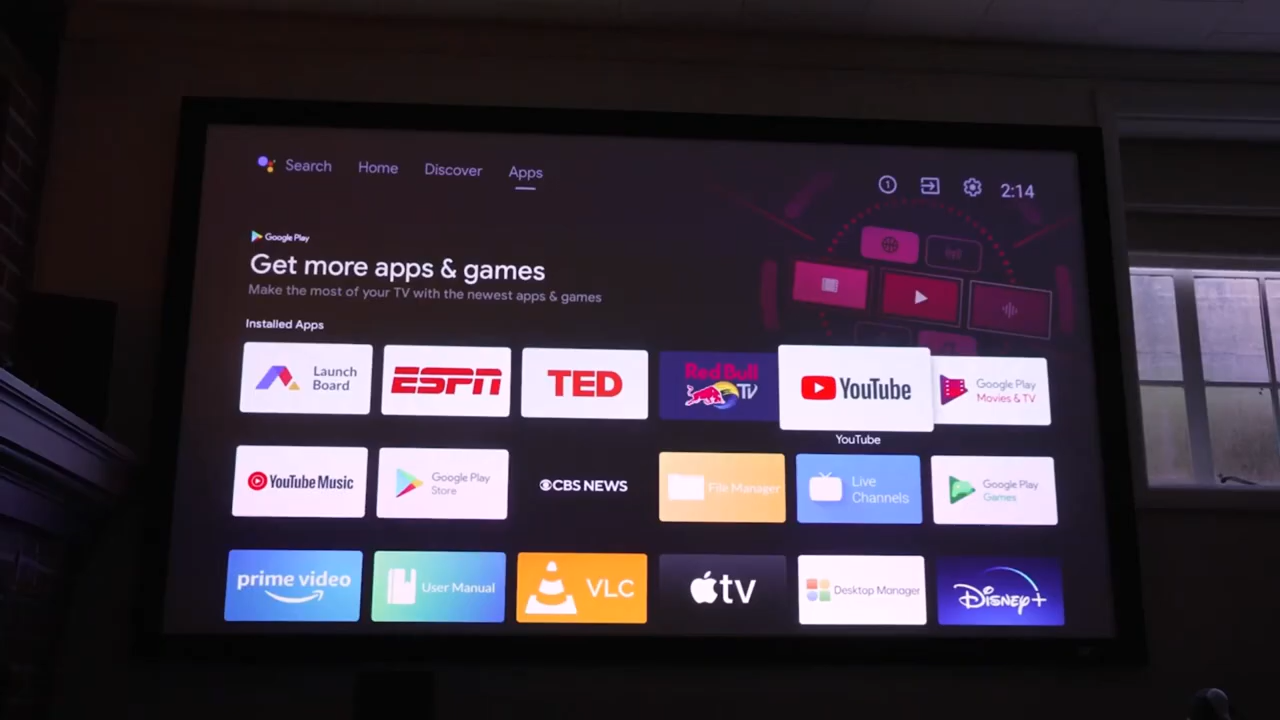 Search Home Discover Apps
1
2:14
Google Play
Get more apps & games
Make the most of your TV with the newest apps & games
Installed Apps
Launch
Board
ESPN
TED
Red Bull
TV
YouTube
Google Play
Movies & TV
YouTube
YouTube Music
Google Play
Store
CBS NEWS
File Manager
Live
Channels
Google Play
Games
prime video
User Manual
VLC
tv
Desktop Manager
Disney+